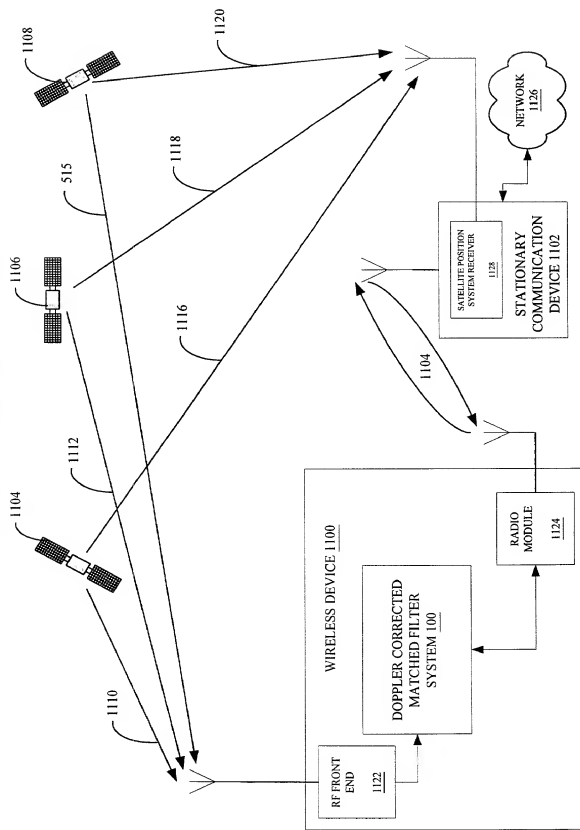 1108
1120
515
1118
1106
1116
1112
1104
1110
NETWORK
1126
SATELLITE POSITION
SYSTEM RECEIVER
1128
STATIONARY
COMMUNICATION
DEVICE 1102
1104
WIRELESS DEVICE 1100
RADIO
MODULE
1124
DOPPLER CORRECTED
MATCHED FILTER
SYSTEM 100
RF FRONT
END
1122